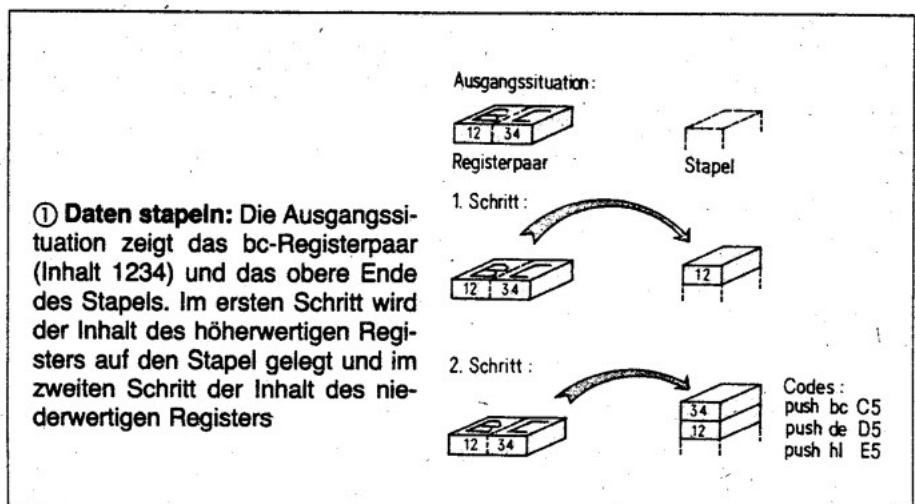 ① Daten stapeln: Die Ausgangssi-
tuation zeigt das bc-Registerpaar
(Inhalt 1234) und das obere Ende
des Stapels. Im ersten Schritt wird
der Inhalt des höherwertigen Regi-
sters auf den Stapel gelegt und im
zweiten Schritt der Inhalt des nie-
derwertigen Registers
Ausgangssituation:
B C
12 34
Registerpaar
Stapel
1. Schritt:
B C
12 34
12
2. Schritt:
B C
12 34
34
12
Codes:
push bc C5
push de D5
push hl E5